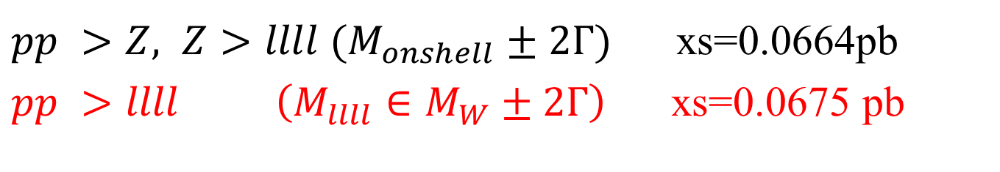 pp > Z, Z > llll (M_onshell ± 2Γ) xs=0.0664pb
pp > llll (M_llll ∈ M_W ± 2Γ) xs=0.0675 pb